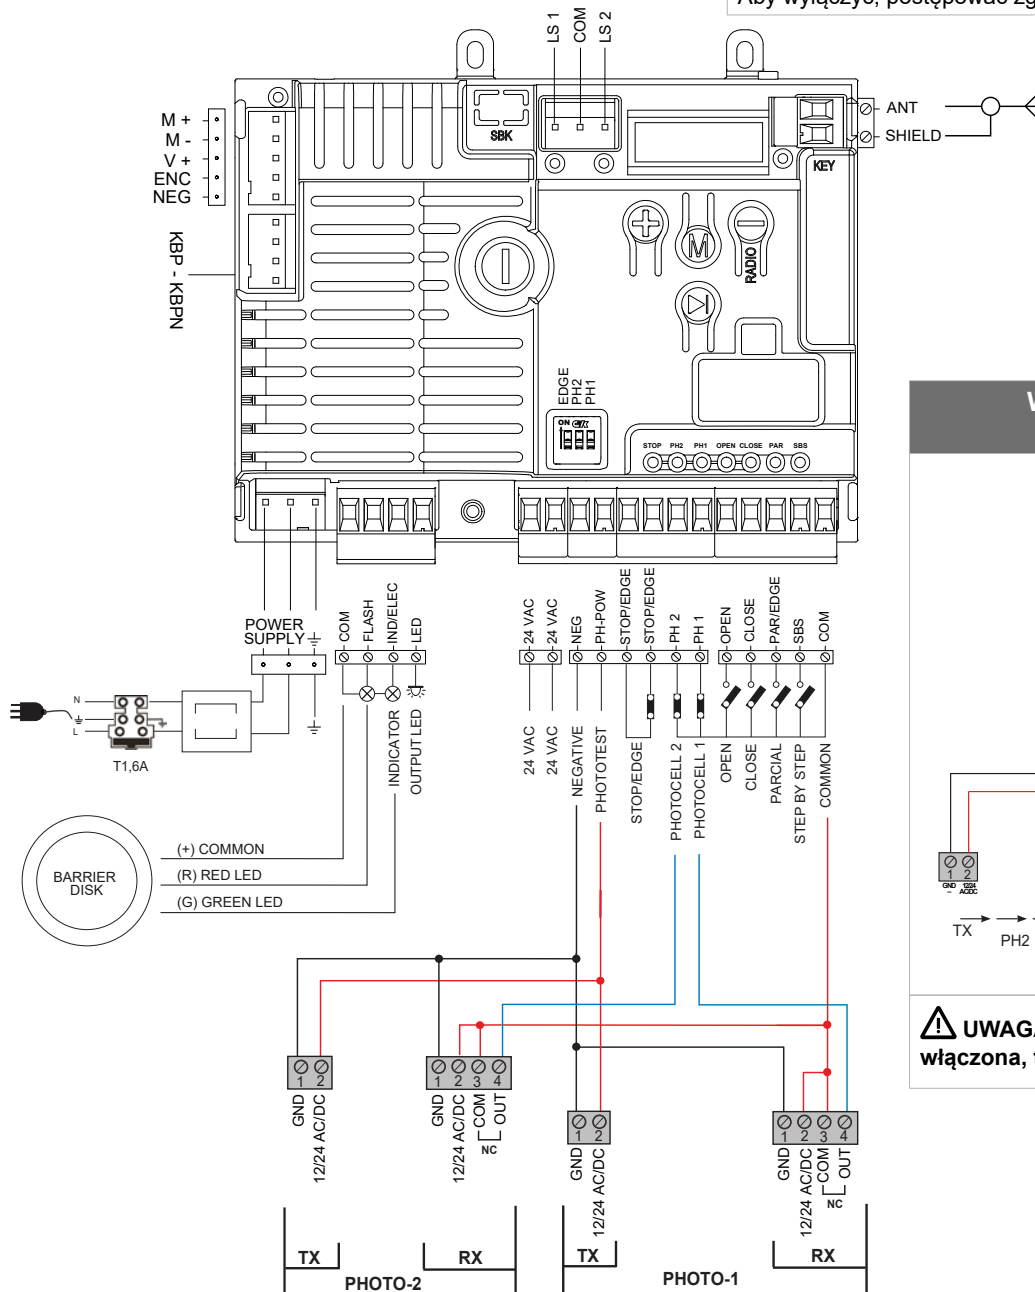 Aby wyłączyć, postępować zg
LS 1
COM
LS 2
M +
M -
V +
ENC
NEG
KBP - KBPN
SBK
ANT
SHIELD
KEY
M
RADIO
EDGE
PH2
PH1
ON
STOP PH2 PH1 OPEN CLOSE PAR SBS
POWER
SUPPLY
COM
FLASH
IND/ELEC
LED
24 VAC
24 VAC
NEG
PH-POW
STOP/EDGE
STOP/EDGE
PH 2
PH 1
OPEN
CLOSE
PAR/EDGE
SBS
COM
N
L
T1,6A
INDICATOR
OUTPUT LED
24 VAC
24 VAC
NEGATIVE
PHOTOTEST
STOP/EDGE
PHOTOCELL 2
PHOTOCELL 1
OPEN
CLOSE
PARCIAL
STEP BY STEP
COMMON
BARRIER
DISK
(+) COMMON
(R) RED LED
(G) GREEN LED
1 2
GND
12/24 AC/DC
1 2 3 4
GND
12/24 AC/DC
COM
OUT
NC
1 2
GND
12/24 AC/DC
1 2 3 4
GND
12/24 AC/DC
COM
OUT
NC
TX
RX
PHOTO-2
TX
RX
PHOTO-1
1 2
GND
-
12/24
AC/DC
TX
PH2
UWAGA
włączona,